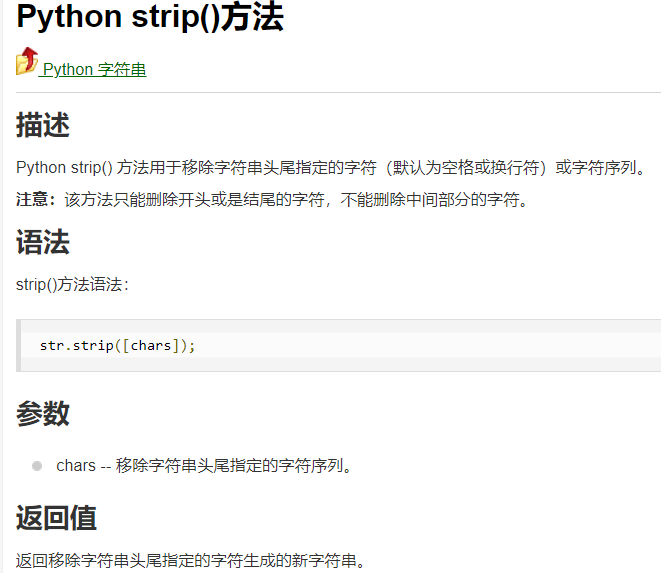 Python strip()方法
Python 字符串
描述
Python strip() 方法用于移除字符串头尾指定的字符（默认为空格或换行符）或字符序列。
注意：该方法只能删除开头或是结尾的字符，不能删除中间部分的字符。
语法
strip()方法语法：
str.strip([chars]);
参数
chars -- 移除字符串头尾指定的字符序列。
返回值
返回移除字符串头尾指定的字符生成的新字符串。